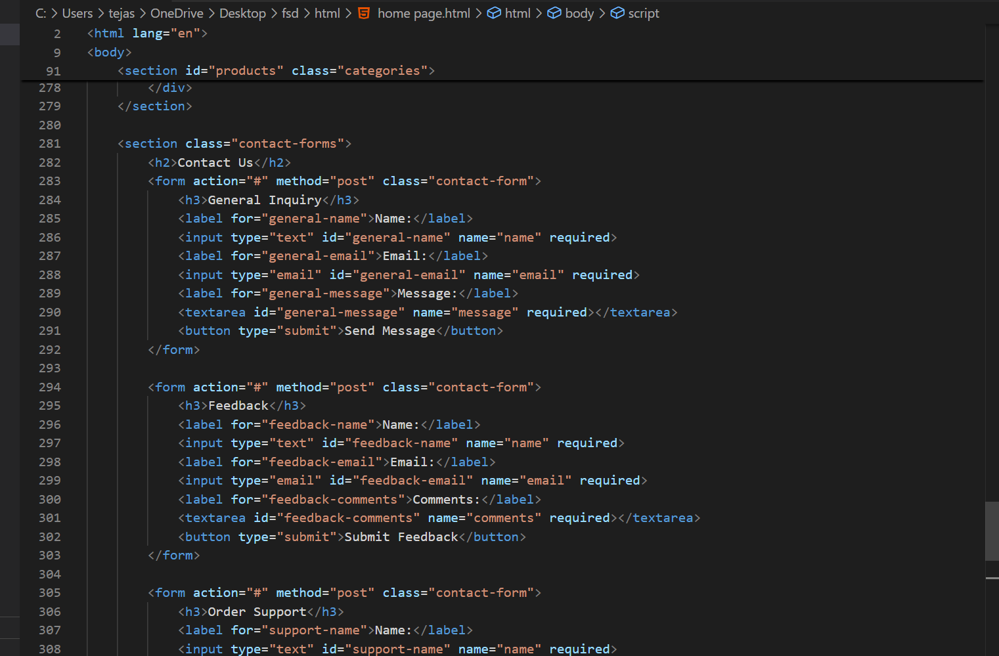 C: > Users > tejas > OneDrive > Desktop > fsd > html > home page.html > html > body > script
2 <html lang="en">
9 <body>
91 <section id="products" class="categories">
278 </div>
279 </section>
280
281 <section class="contact-forms">
282 <h2>Contact Us</h2>
283 <form action="#" method="post" class="contact-form">
284 <h3>General Inquiry</h3>
285 <label for="general-name">Name:</label>
286 <input type="text" id="general-name" name="name" required>
287 <label for="general-email">Email:</label>
288 <input type="email" id="general-email" name="email" required>
289 <label for="general-message">Message:</label>
290 <textarea id="general-message" name="message" required></textarea>
291 <button type="submit">Send Message</button>
292 </form>
293
294 <form action="#" method="post" class="contact-form">
295 <h3>Feedback</h3>
296 <label for="feedback-name">Name:</label>
297 <input type="text" id="feedback-name" name="name" required>
298 <label for="feedback-email">Email:</label>
299 <input type="email" id="feedback-email" name="email" required>
300 <label for="feedback-comments">Comments:</label>
301 <textarea id="feedback-comments" name="comments" required></textarea>
302 <button type="submit">Submit Feedback</button>
303 </form>
304
305 <form action="#" method="post" class="contact-form">
306 <h3>Order Support</h3>
307 <label for="support-name">Name:</label>
308 <input type="text" id="support-name" name="name" required>